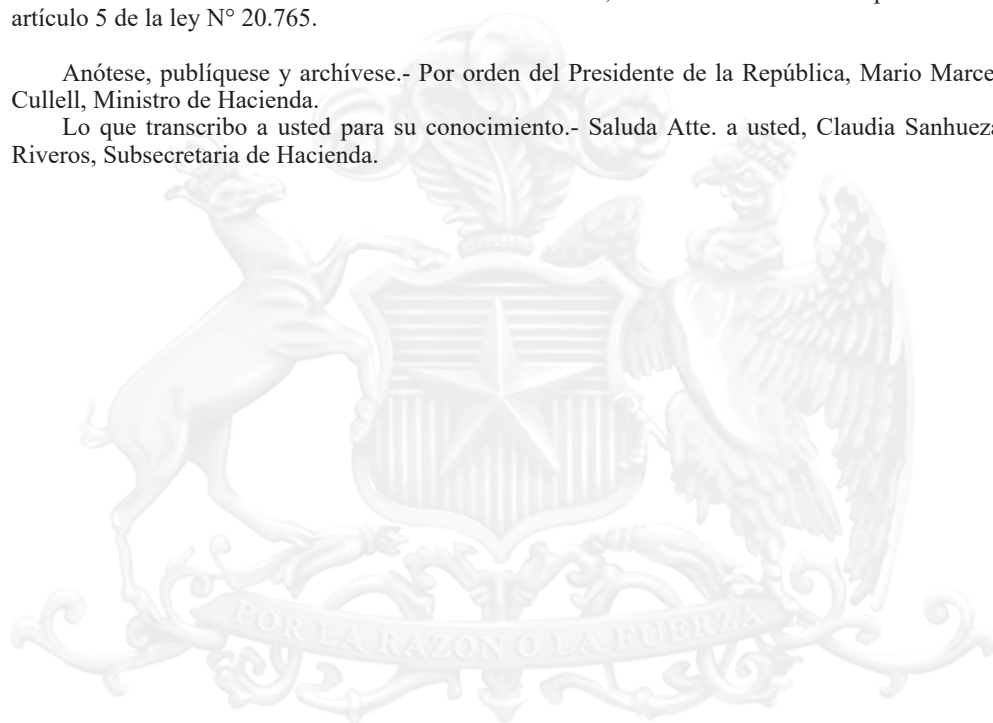 artículo 5 de la ley N° 20.765.
Anótese, publíquese y archívese.- Por orden del Presidente de la República, Mario Marce
Cullell, Ministro de Hacienda.
Lo que transcribo a usted para su conocimiento.- Saluda Atte. a usted, Claudia Sanhueza
Riveros, Subsecretaria de Hacienda.
POR LA RAZON O LA FUERZA